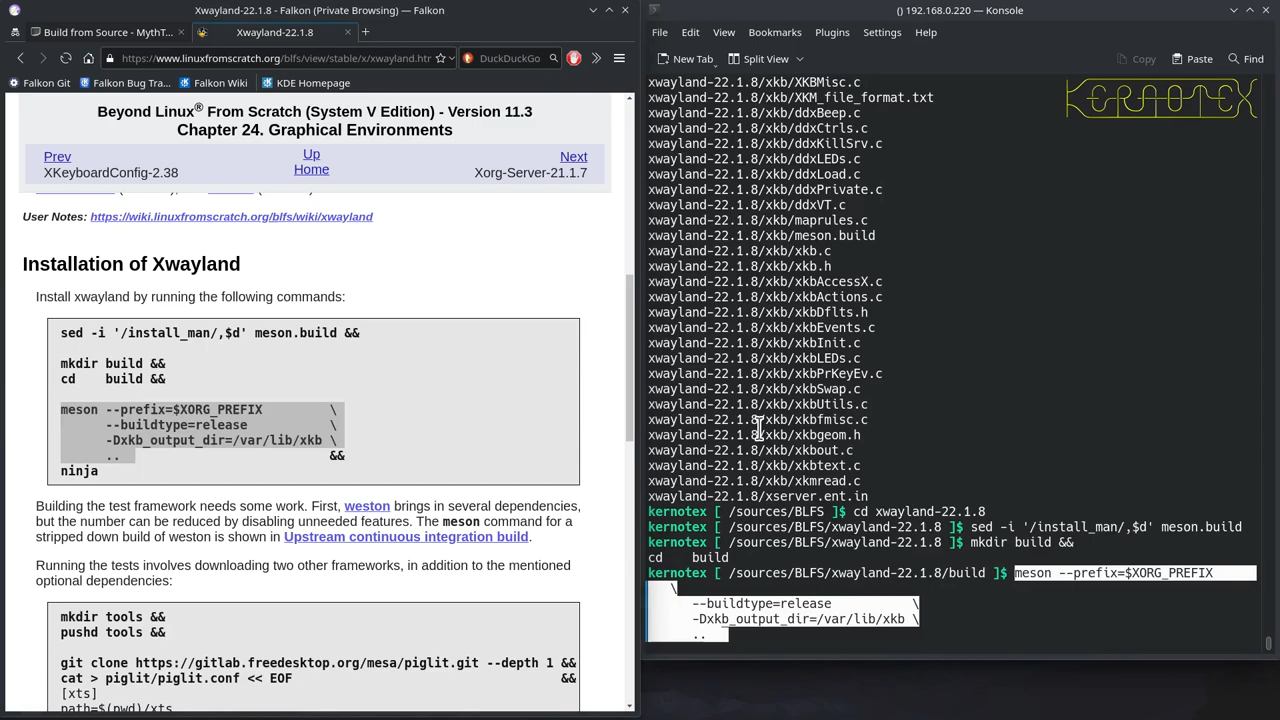 Xwayland-22.1.8 - Falkon (Private Browsing) — Falkon
Build from Source - MythT...
Xwayland-22.1.8
https://www.linuxfromscratch.org/blfs/view/stable/x/xwayland.htr
DuckDuckGo
Falkon Git
Falkon Bug Tra...
Falkon Wiki
KDE Homepage
Beyond Linux® From Scratch (System V Edition) - Version 11.3
Chapter 24. Graphical Environments
Prev
XKeyboardConfig-2.38
Up
Home
Next
Xorg-Server-21.1.7
User Notes: https://wiki.linuxfromscratch.org/blfs/wiki/xwayland
Installation of Xwayland
Install xwayland by running the following commands:
sed -i '/install_man/,$d' meson.build &&
mkdir build &&
cd    build &&
meson --prefix=$XORG_PREFIX         \
      --buildtype=release           \
      -Dxkb_output_dir=/var/lib/xkb \
      ..                          &&
ninja
Building the test framework needs some work. First, weston brings in several dependencies,
but the number can be reduced by disabling unneeded features. The meson command for a
stripped down build of weston is shown in Upstream continuous integration build.
Running the tests involves downloading two other frameworks, in addition to the mentioned
optional dependencies:
mkdir tools &&
pushd tools &&
git clone https://gitlab.freedesktop.org/mesa/piglit.git --depth 1 &&
cat > piglit/piglit.conf << EOF                                    &&
[xts]
path=$(pwd)/xts
() 192.168.0.220 — Konsole
File Edit View Bookmarks Plugins Settings Help
New Tab
Split View
Copy
Paste
Find
KERNOTEX
xwayland-22.1.8/xkb/XKBMisc.c
xwayland-22.1.8/xkb/XKM_file_format.txt
xwayland-22.1.8/xkb/ddxBeep.c
xwayland-22.1.8/xkb/ddxCtrls.c
xwayland-22.1.8/xkb/ddxKillSrv.c
xwayland-22.1.8/xkb/ddxLEDs.c
xwayland-22.1.8/xkb/ddxLoad.c
xwayland-22.1.8/xkb/ddxPrivate.c
xwayland-22.1.8/xkb/ddxVT.c
xwayland-22.1.8/xkb/maprules.c
xwayland-22.1.8/xkb/meson.build
xwayland-22.1.8/xkb/xkb.c
xwayland-22.1.8/xkb/xkb.h
xwayland-22.1.8/xkb/xkbAccessX.c
xwayland-22.1.8/xkb/xkbActions.c
xwayland-22.1.8/xkb/xkbDflts.h
xwayland-22.1.8/xkb/xkbEvents.c
xwayland-22.1.8/xkb/xkbInit.c
xwayland-22.1.8/xkb/xkbLEDs.c
xwayland-22.1.8/xkb/xkbPrKeyEv.c
xwayland-22.1.8/xkb/xkbSwap.c
xwayland-22.1.8/xkb/xkbUtils.c
xwayland-22.1.8/xkb/xkbfmisc.c
xwayland-22.1.8/xkb/xkbgeom.h
xwayland-22.1.8/xkb/xkbout.c
xwayland-22.1.8/xkb/xkbtext.c
xwayland-22.1.8/xkb/xkmread.c
xwayland-22.1.8/xserver.ent.in
kernotex [ /sources/BLFS ]$ cd xwayland-22.1.8
kernotex [ /sources/BLFS/xwayland-22.1.8 ]$ sed -i '/install_man/,$d' meson.build
kernotex [ /sources/BLFS/xwayland-22.1.8 ]$ mkdir build &&
cd    build
kernotex [ /sources/BLFS/xwayland-22.1.8/build ]$ meson --prefix=$XORG_PREFIX
   \
      --buildtype=release           \
      -Dxkb_output_dir=/var/lib/xkb \
      ..